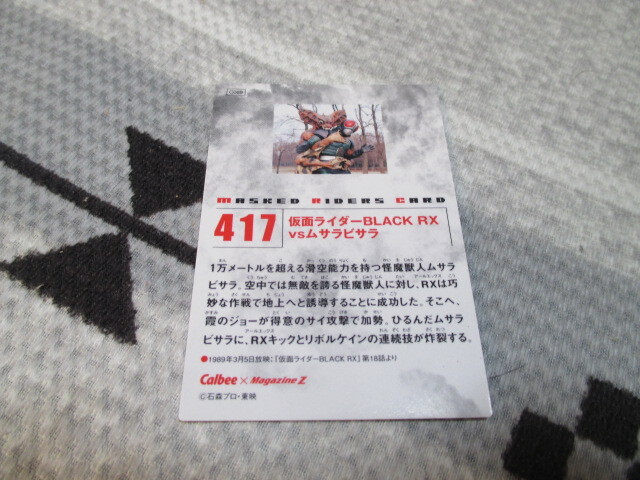 MASKED RIDERS CARD
417
仮面ライダーBLACK RX
vsムサラビサラ
1万メートルを超える滑空能力を持つ怪魔獣人ムサラ
ビサラ。空中では無敵を誇る怪魔獣人に対し、RXは巧
妙な作戦で地上へと誘導することに成功した。そこへ、
霞のジョーが得意のサイ攻撃で加勢。ひるんだムサラ
ビサラに、RXキックとリボルケインの連続技が炸裂する。
●1989年3月5日放映:「仮面ライダーBLACK RX」第18話より
Calbee × Magazine Z
©石森プロ・東映